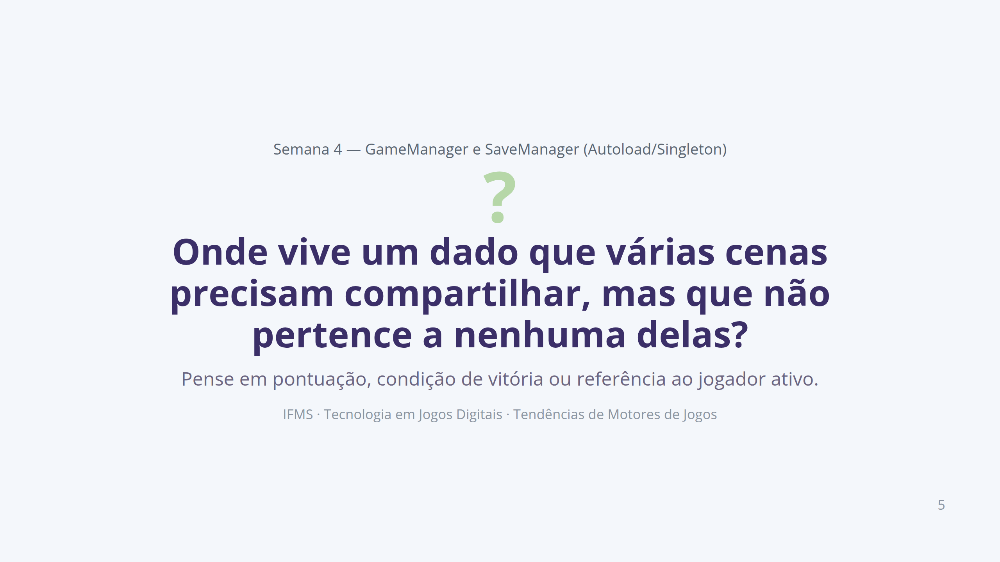 Semana 4 — GameManager e SaveManager (Autoload/Singleton)
?
Onde vive um dado que várias cenas
precisam compartilhar, mas que não
pertence a nenhuma delas?
Pense em pontuação, condição de vitória ou referência ao jogador ativo.
IFMS · Tecnologia em Jogos Digitais · Tendências de Motores de Jogos
5